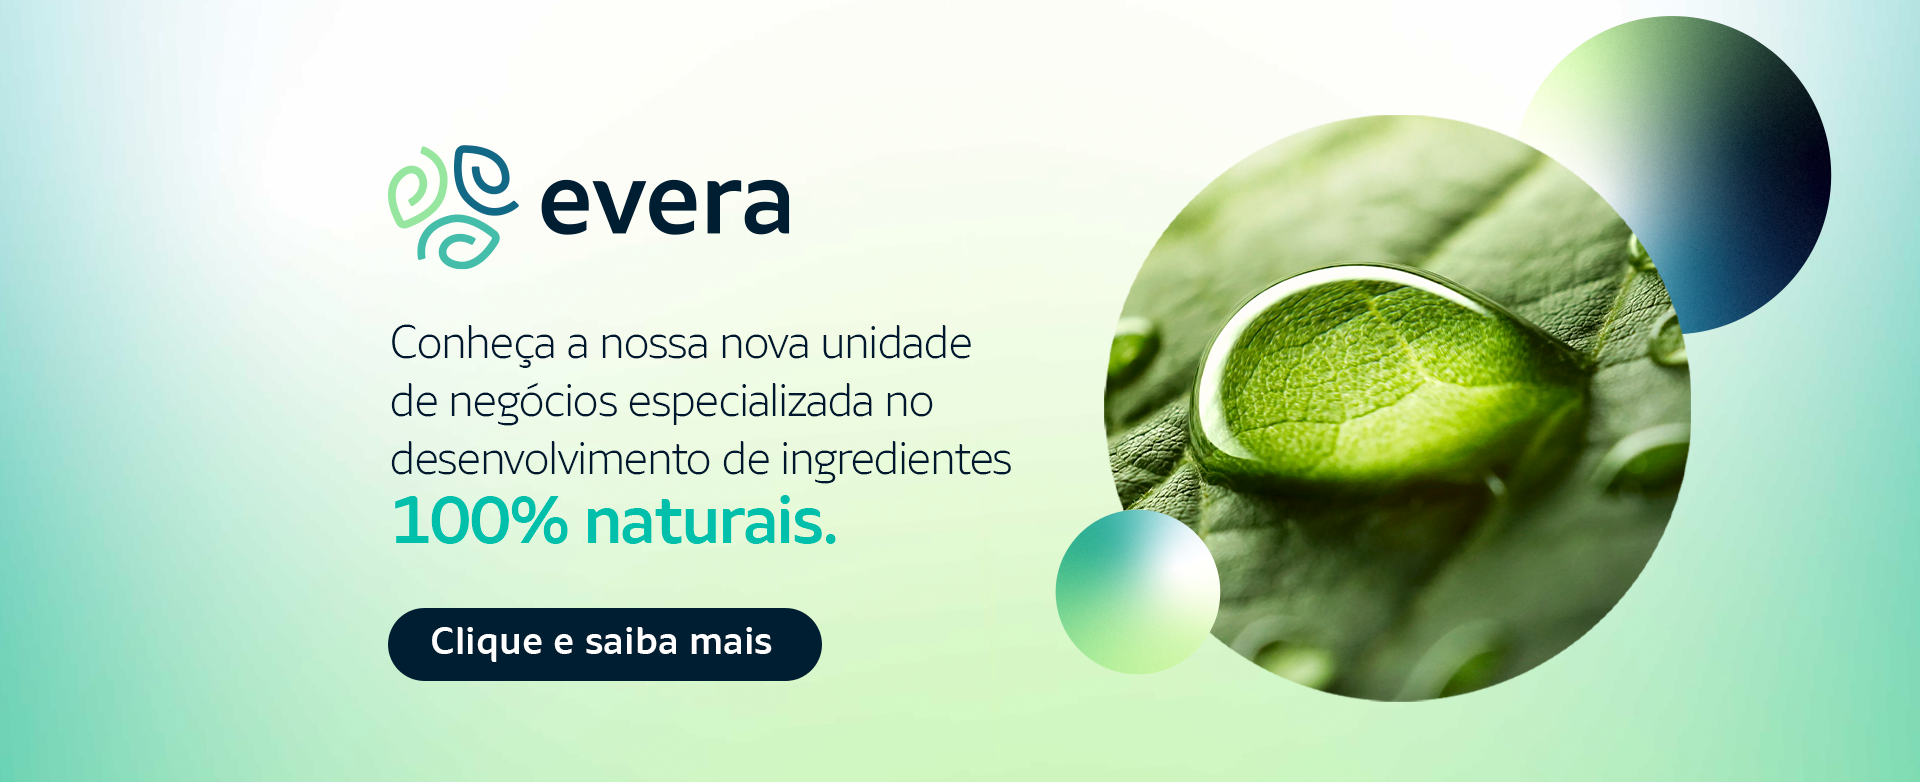 evera
Conheça a nossa nova unidade
de negócios especializada no
desenvolvimento de ingredientes
100% naturais.
Clique e saiba mais